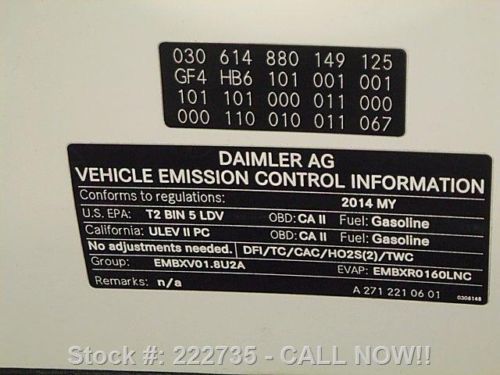 030 614 880 149 125
GF4 HB6 101 001 001
101 101 000 011 000
000 110 010 011 067
DAIMLER AG
VEHICLE EMISSION CONTROL INFORMATION
Conforms to regulations: 2014 MY
U.S. EPA: T2 BIN 5 LDV OBD: CA II Fuel: Gasoline
California: ULEV II PC OBD: CA II Fuel: Gasoline
No adjustments needed. DFI/TC/CAC/HO2S(2)/TWC
Group: EMBXV01.8U2A EVAP: EMBXR0160LNC
Remarks: n/a A 271 221 06 01 0308148
Stock #: 222735 - CALL NOW!!